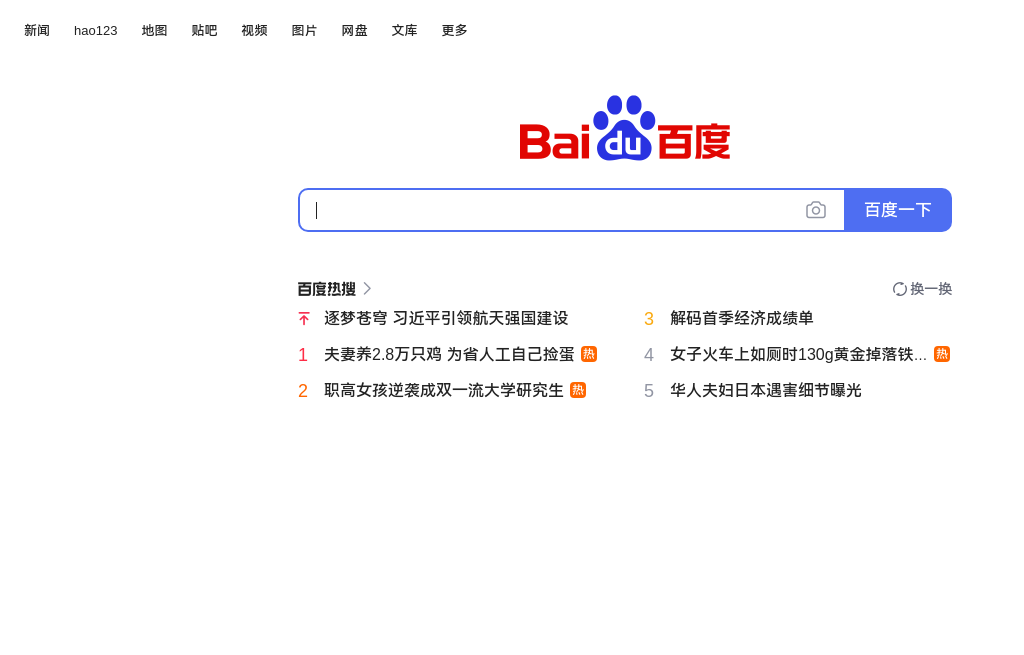 新闻 hao123 地图 贴吧 视频 图片 网盘 文库 更多
Bai du 百度
百度一下
百度热搜 换一换
逐梦苍穹 习近平引领航天强国建设
3 解码首季经济成绩单
1 夫妻养2.8万只鸡 为省人工自己捡蛋 热
4 女子火车上如厕时130g黄金掉落铁... 热
2 职高女孩逆袭成双一流大学研究生 热
5 华人夫妇日本遇害细节曝光